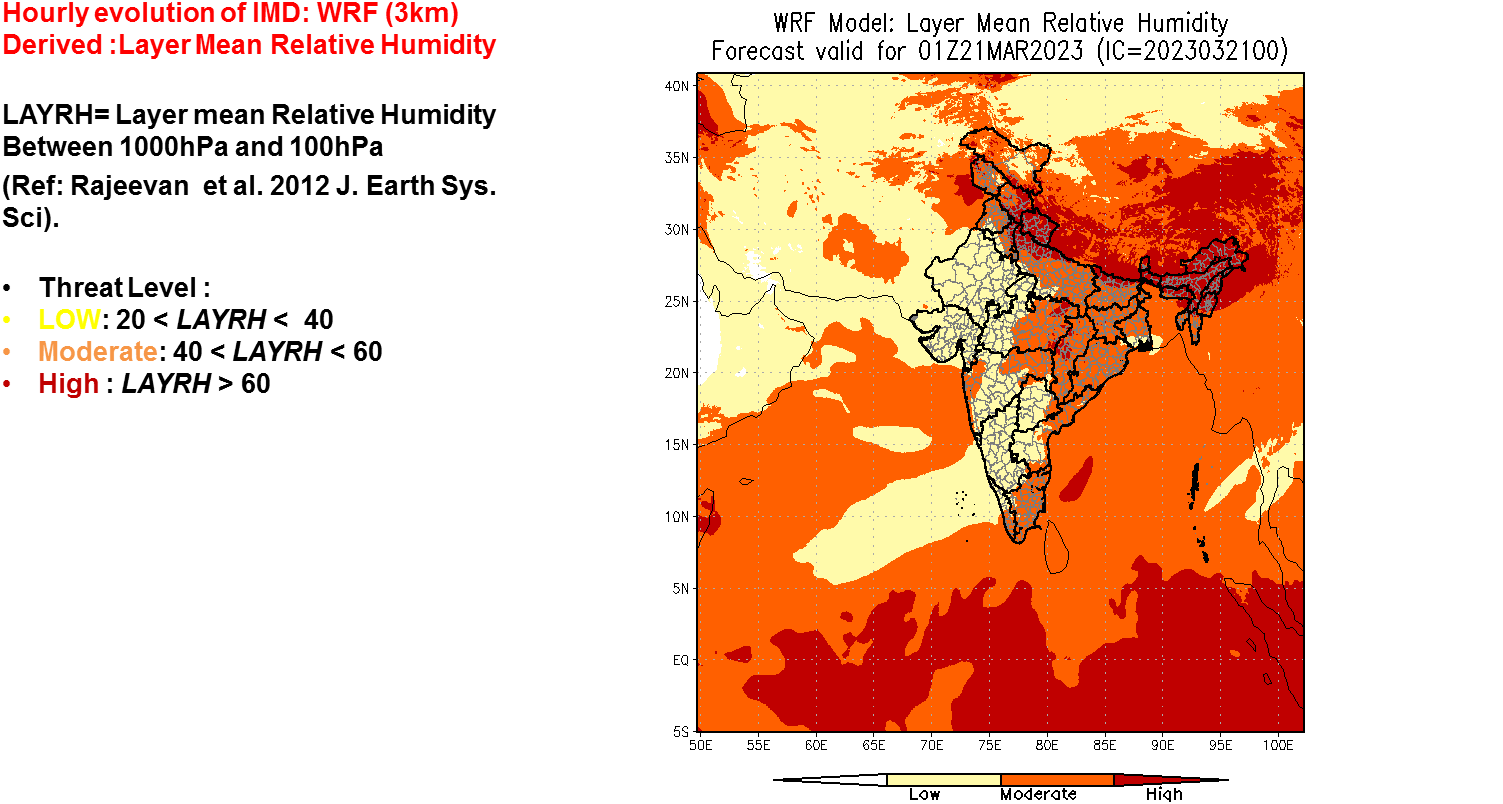 Hourly evolution of IMD: WRF (3km)
Derived :Layer Mean Relative Humidity
LAYRH= Layer mean Relative Humidity
Between 1000hPa and 100hPa
(Ref: Rajeevan et al. 2012 J. Earth Sys.
Sci).
• Threat Level :
• LOW: 20 < LAYRH < 40
• Moderate: 40 < LAYRH < 60
• High : LAYRH > 60
WRF Model: Layer Mean Relative Humidity
Forecast valid for 01Z21MAR2023 (IC=2023032100)
40N
35N
30N
25N
20N
15N
10N
5N
EQ
5S
50E 55E 60E 65E 70E 75E 80E 85E 90E 95E 100E
Low Moderate High